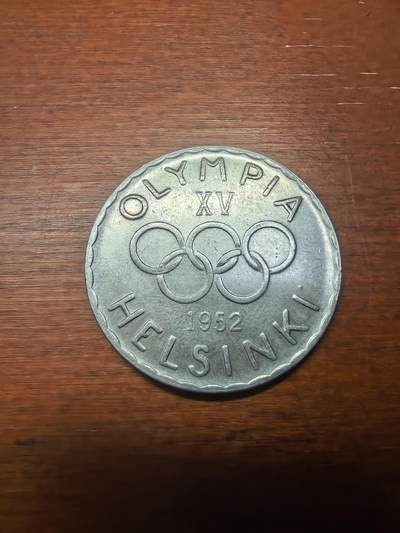 OLYMPIA
XV
1952
HELSINKI